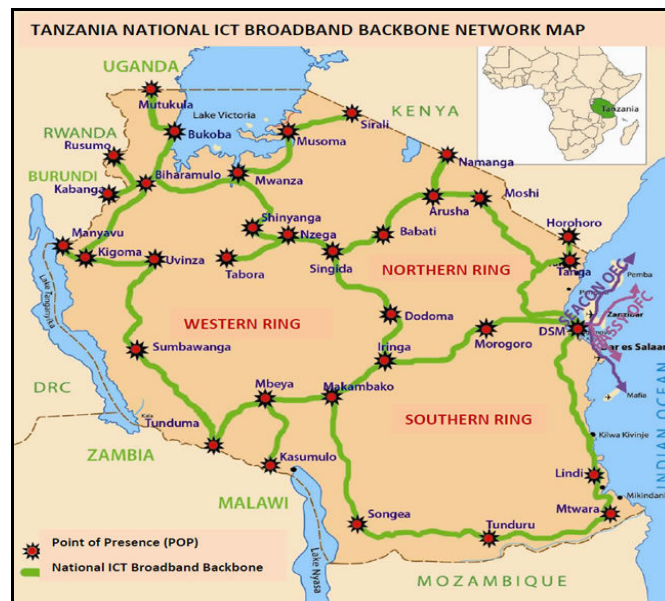 TANZANIA NATIONAL ICT BROADBAND BACKBONE NETWORK MAP
UGANDA
Mutukula
Lake Victoria
KENYA
Tanzania
Sirali
RWANDA
Bukoba
Musoma
Rusumo
Namanga
BURUNDI
Biharamulo
Mwanza
Moshi
Kabanga
Arusha
Shinyanga
Manyavu
Nzega
Babati
Horohoro
Kigoma
Uvinza
Tabora
Singida
NORTHERN RING
Tanga
Pemba
SEACON OFC
Lake Tanganyika
Zanzibar
Dodoma
WESTERN RING
Morogoro
DSM
Sumbawanga
Iringa
DRC
Mbeya
Makambako
Mafia
Tunduma
SOUTHERN RING
INDIAN OCEAN
ZAMBIA
Kasumulo
Kilwa Kivinje
MALAWI
Lindi
Mikindani
Songea
Tunduru
Mtwara
Point of Presence (POP)
Lake Nyasa
National ICT Broadband Backbone
MOZAMBIQUE